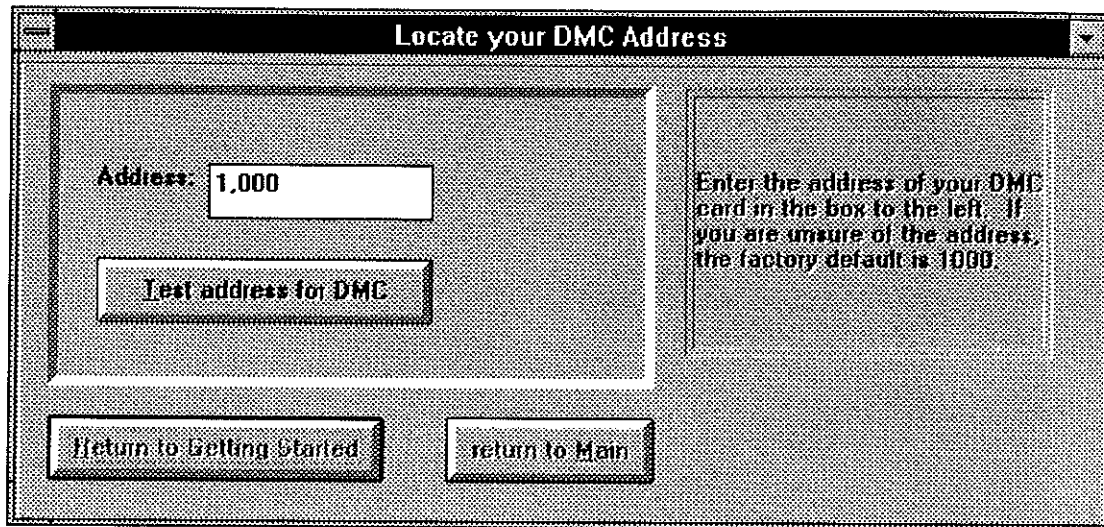 Locate your DMC Address
Address: 1,000
Test address for DMC
Enter the address of your DMC
card in the box to the left. If
you are unsure of the address,
the factory default is 1000.
Return to Getting Started
return to Main